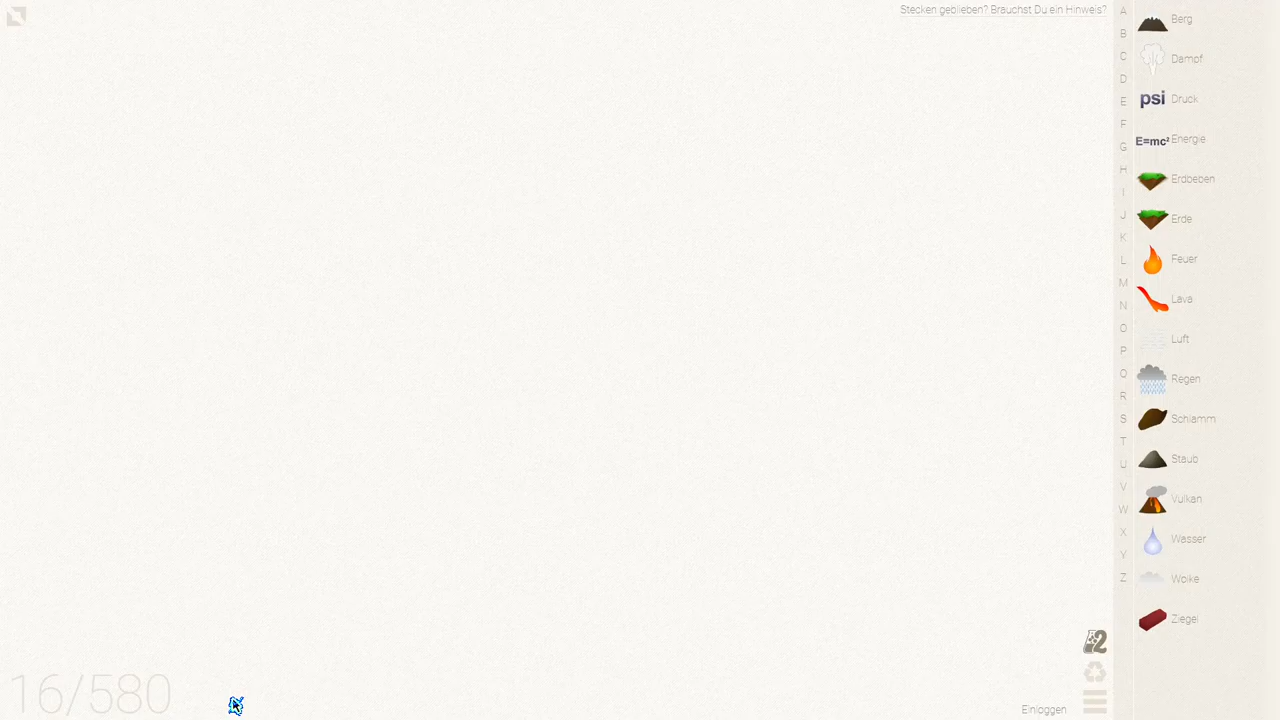 Stecken geblieben? Brauchst Du ein Hinweis?
A
B
C
D
E
F
G
H
I
J
K
L
M
N
O
P
Q
R
S
T
U
V
W
X
Y
Z
Berg
Dampf
psi Druck
E=mc² Energie
Erdbeben
Erde
Feuer
Lava
Luft
Regen
Schlamm
Staub
Vulkan
Wasser
Wolke
Ziegel
2
16/580
Einloggen